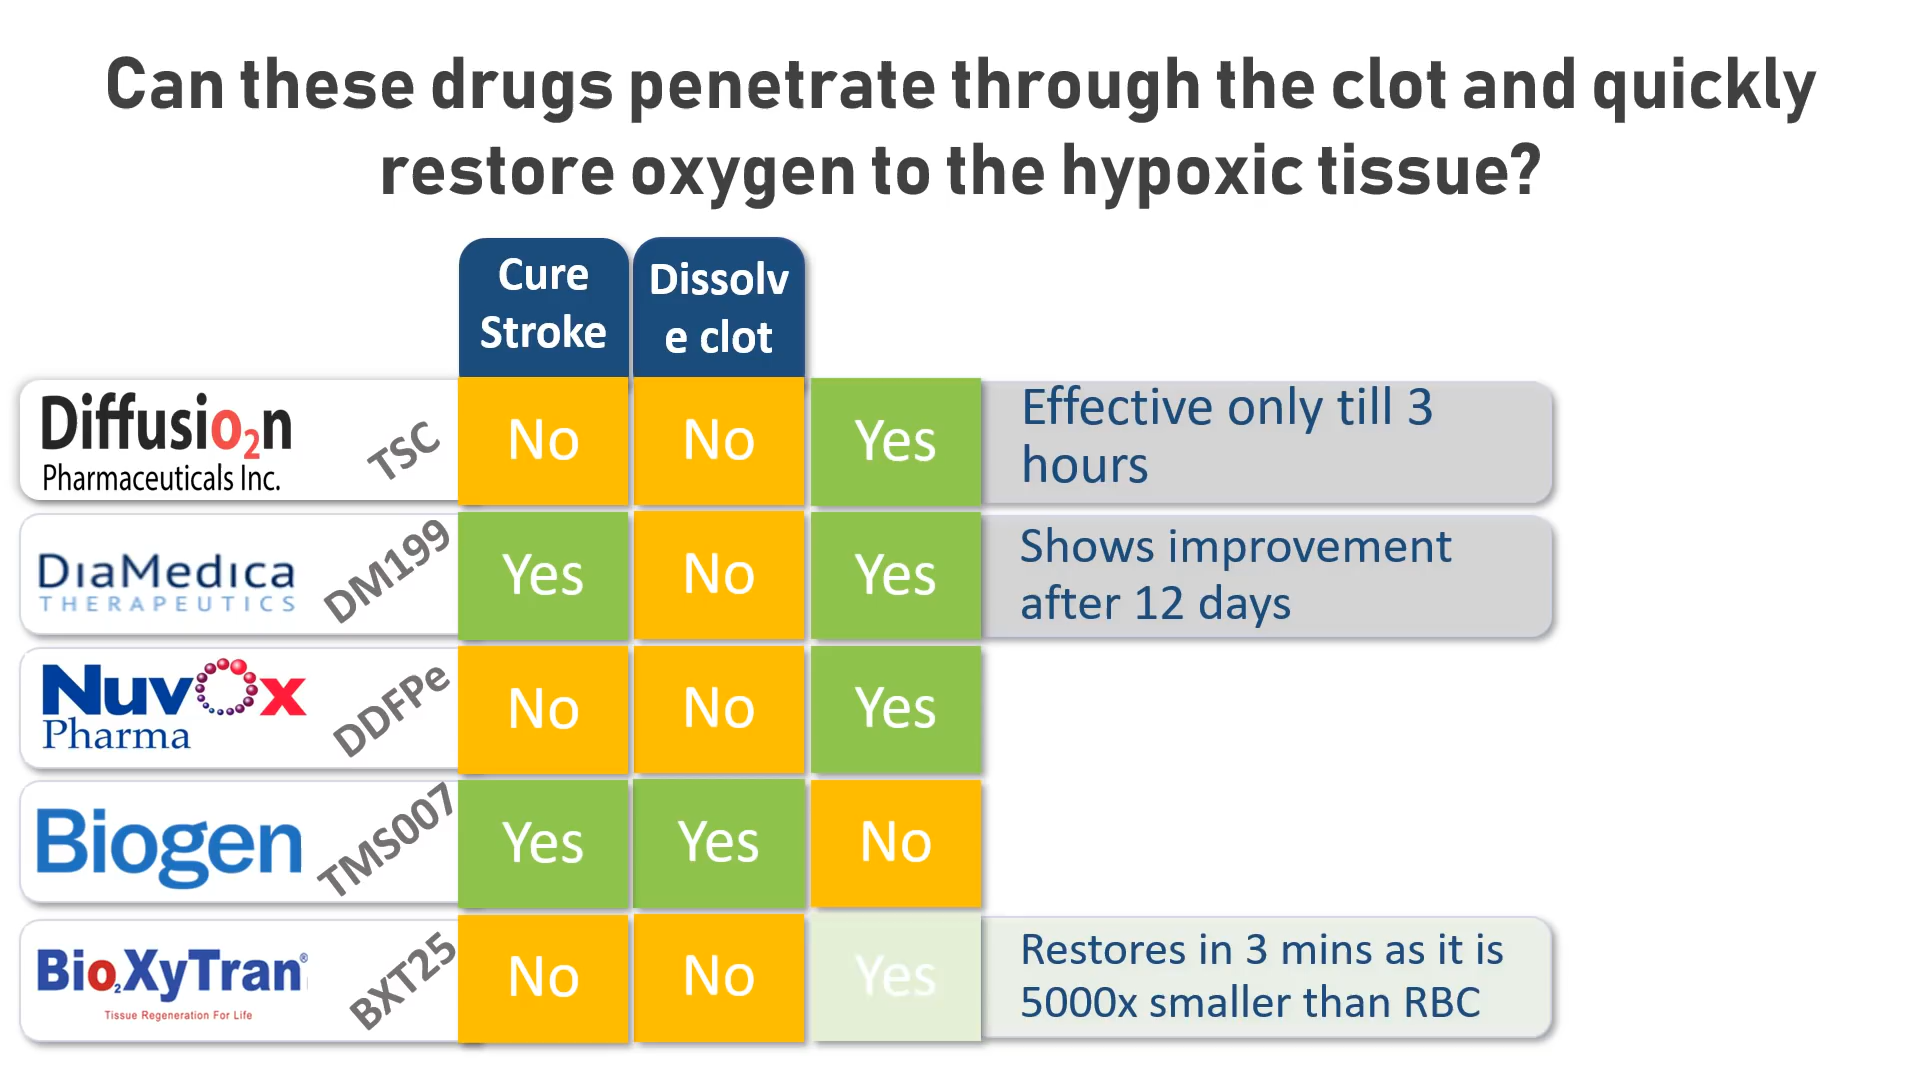 Can these drugs penetrate through the clot and quickly
restore oxygen to the hypoxic tissue?
Cure
Stroke
Dissolv
e clot
Diffusio2n
Pharmaceuticals Inc.
TSC
No
No
Yes
Effective only till 3
hours
DiaMedica
THERAPEUTICS
DM199
Yes
No
Yes
Shows improvement
after 12 days
NuvOx
Pharma
DDFPe
No
No
Yes
Biogen
TMS007
Yes
Yes
No
Bio2XyTran®
Tissue Regeneration For Life
BXT25
No
No
Yes
Restores in 3 mins as it is
5000x smaller than RBC